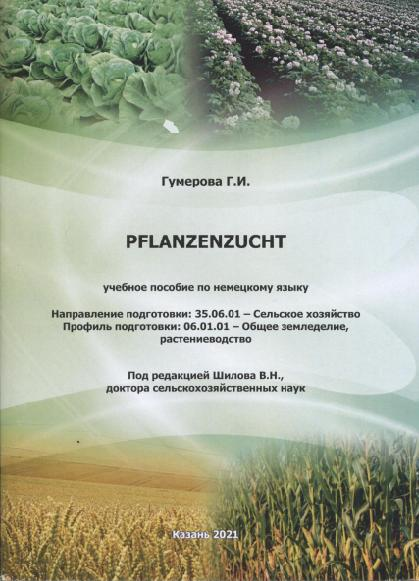 Гумерова Г.И.
PFLANZENZUCHT
учебное пособие по немецкому языку
Направление подготовки: 35.06.01 – Сельское хозяйство
Профиль подготовки: 06.01.01 – Общее земледелие,
растениеводство
Под редакцией Шилова В.Н.,
доктора сельскохозяйственных наук
Казань 2021